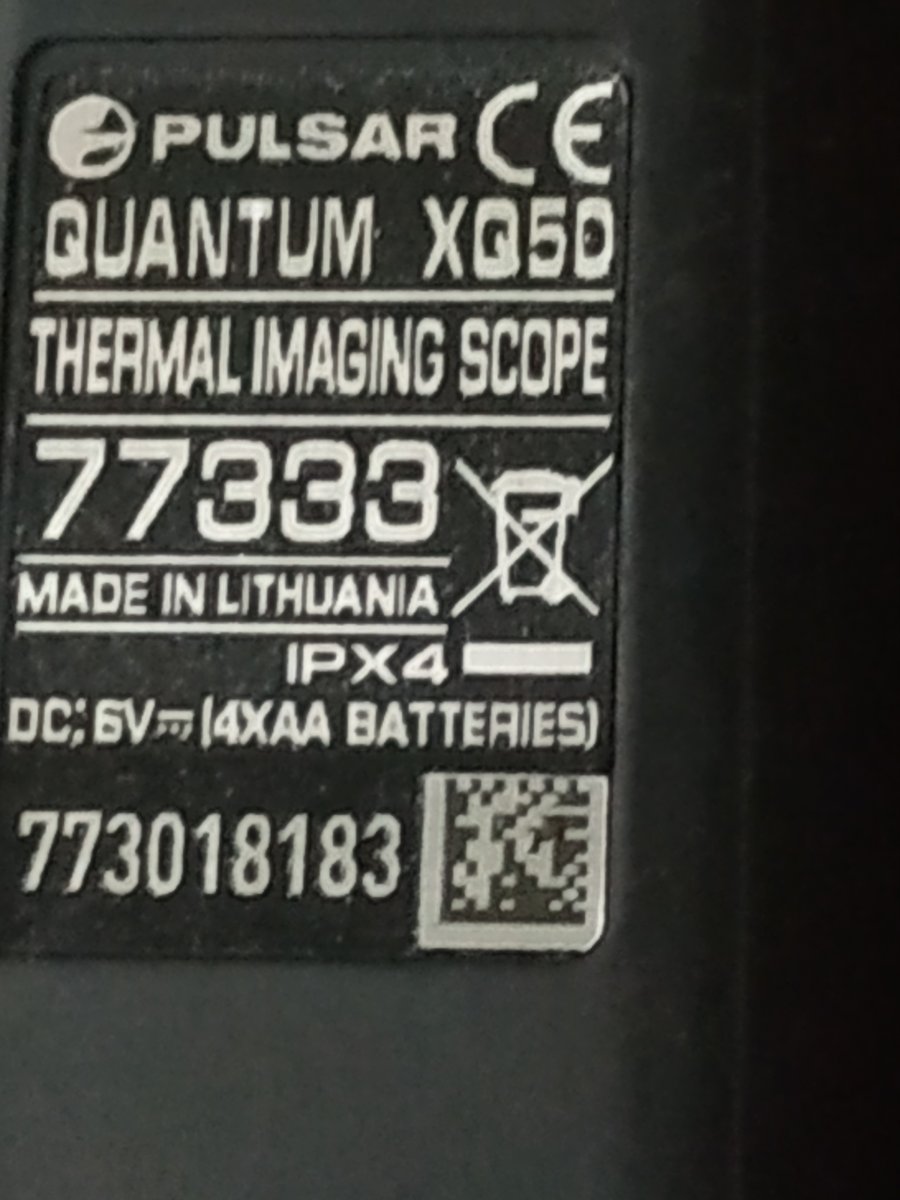 PULSAR CE
QUANTUM XQ50
THERMAL IMAGING SCOPE
77333
MADE IN LITHUANIA
IPX4
DC; 6V⎓(4XAA BATTERIES)
773018183